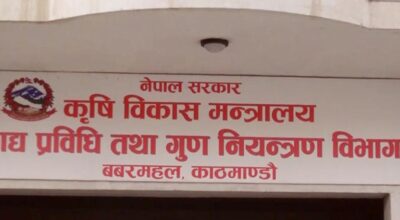 नेपाल सरकार
कृषि विकास मन्त्रालय
प्रविधि तथा गुण नियन्त्रण विभाग
बबरमहल, काठमाण्डौ